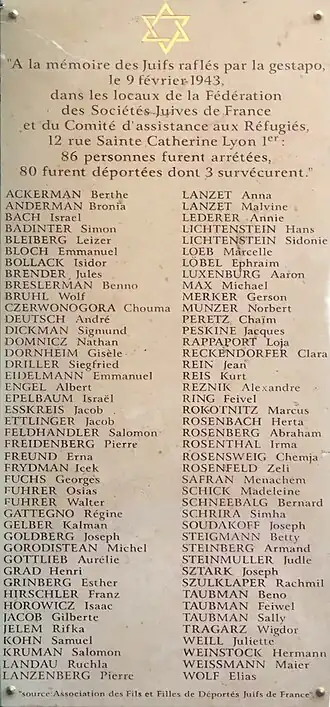 "A la mémoire des Juifs raflés par la gestapo,
le 9 février 1943,
dans les locaux de la Fédération
des Sociétés Juives de France
et du Comité d'assistance aux Réfugiés,
12 rue Sainte Catherine Lyon 1er :
86 personnes furent arrétées,
80 furent déportées dont 3 survécurent."
ACKERMAN Berthe
ANDERMAN Bronia
BACH Israel
BADINTER Simon
BLEIBERG Leizer
BLOCH Emmanuel
BOLLACK Isidor
BRENDER Jules
BRESLERMAN Benno
BRUHL Wolf
CZERWONOGORA Chouma
DEUTSCH André
DICKMAN Sigmund
DOMNICZ Nathan
DORNHEIM Gisèle
DRILLER Siegfried
EIDELMANN Emmanuel
ENGEL Albert
EPELBAUM Israël
ESSKREIS Jacob
ETTLINGER Jacob
FELDHANDLER Salomon
FREIDENBERG Pierre
FREUND Erna
FRYDMAN Icek
FUCHS Georges
FUHRER Osias
FUHRER Walter
GATTEGNO Régine
GELBER Kalman
GOLDBERG Joseph
GORODISTEAN Michel
GOTTLIEB Aurélie
GRAD Henri
GRINBERG Esther
HIRSCHLER Franz
HOROWICZ Isaac
JACOB Gilberte
JELEM Rifka
KOHN Samuel
KRUMAN Salomon
LANDAU Ruchla
LANZENBERG Pierre
LANZET Anna
LANZET Malvine
LEDERER Annie
LICHTENSTEIN Hans
LICHTENSTEIN Sidonie
LOEB Marcelle
LOBEL Ephraim
LUXENBURG Aaron
MAX Michael
MERKER Gerson
MUNZER Norbert
PERETZ Chaïm
PESKINE Jacques
RAPPAPORT Loja
RECKENDORFER Clara
REIN Jean
REIS Kurt
REZNIK Alexandre
RING Feivel
ROKOTNITZ Marcus
ROSENBACH Herta
ROSENBERG Abraham
ROSENTHAL Irma
ROSENSWEIG Chemja
ROSENFELD Zeli
SAFRAN Menachem
SCHICK Madeleine
SCHNEEBALG Bernard
SCHIRIRA Simha
SOUDAKOFF Joseph
STEIGMANN Betty
STEINBERG Armand
STEINMULLER Judle
SZTARK Joseph
SZULKLAPER Rachmil
TAUBMAN Beno
TAUBMAN Feiwel
TAUBMAN Sally
TRAGARZ Wigdor
WEILL Juliette
WEINSTOCK Hermann
WEISSMANN Maier
WOLF Elias
"source:Association des Fils et Filles de Déportés Juifs de France"